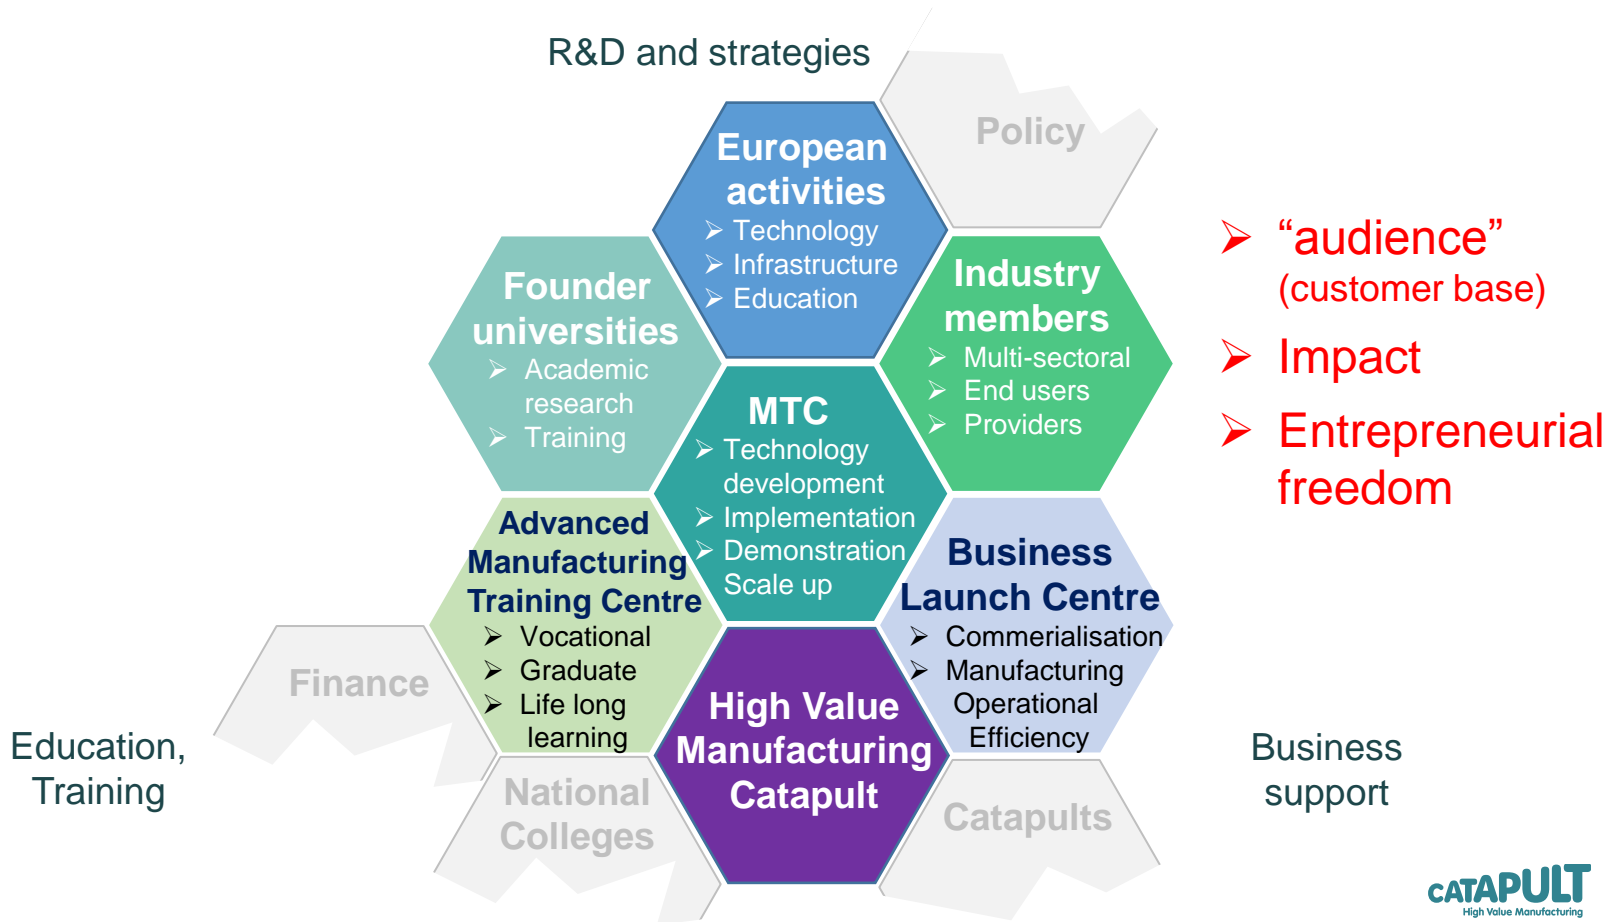 R&D and strategies
Policy
European
activities
➢ Technology
➢ Infrastructure
➢ Education
Founder
universities
➢ Academic
research
➢ Training
Industry
members
➢ Multi-sectoral
➢ End users
➢ Providers
➢ “audience”
(customer base)
➢ Impact
➢ Entrepreneurial
freedom
MTC
➢ Technology
development
➢ Implementation
➢ Demonstration
Scale up
Advanced
Manufacturing
Training Centre
➢ Vocational
➢ Graduate
➢ Life long
learning
Business
Launch Centre
➢ Commerialisation
➢ Manufacturing
Operational
Efficiency
Finance
High Value
Manufacturing
Catapult
Education,
Training
Business
support
National
Colleges
Catapults
CATAPULT
High Value Manufacturing